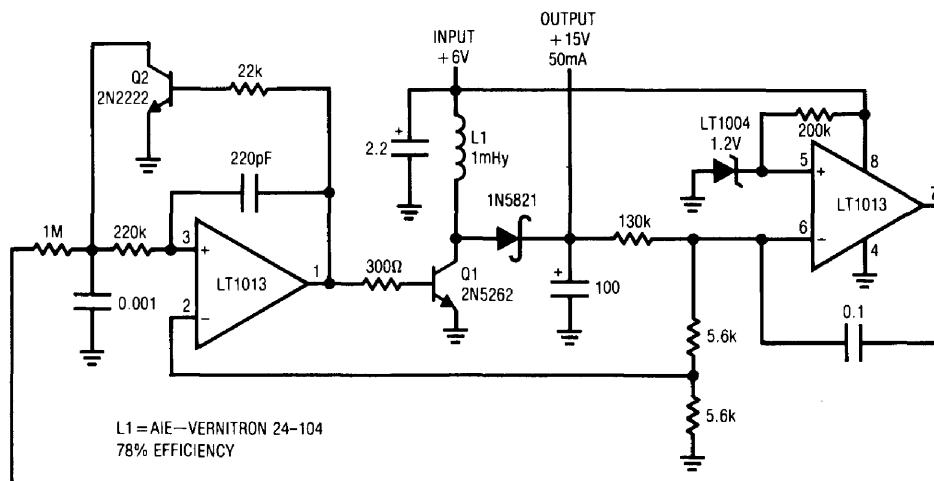 INPUT
+6V
OUTPUT
+15V
50mA
Q2
2N2222
22k
220pF
1M
220k
0.001
3
+
2
−
LT1013
1
300Ω
Q1
2N5262
+
2.2
L1
1mHy
1N5821
+
100
130k
5.6k
5.6k
LT1004
1.2V
200k
5
+
6
−
8
LT1013
4
7
0.1
L1=AIE—VERNITRON 24-104
78% EFFICIENCY